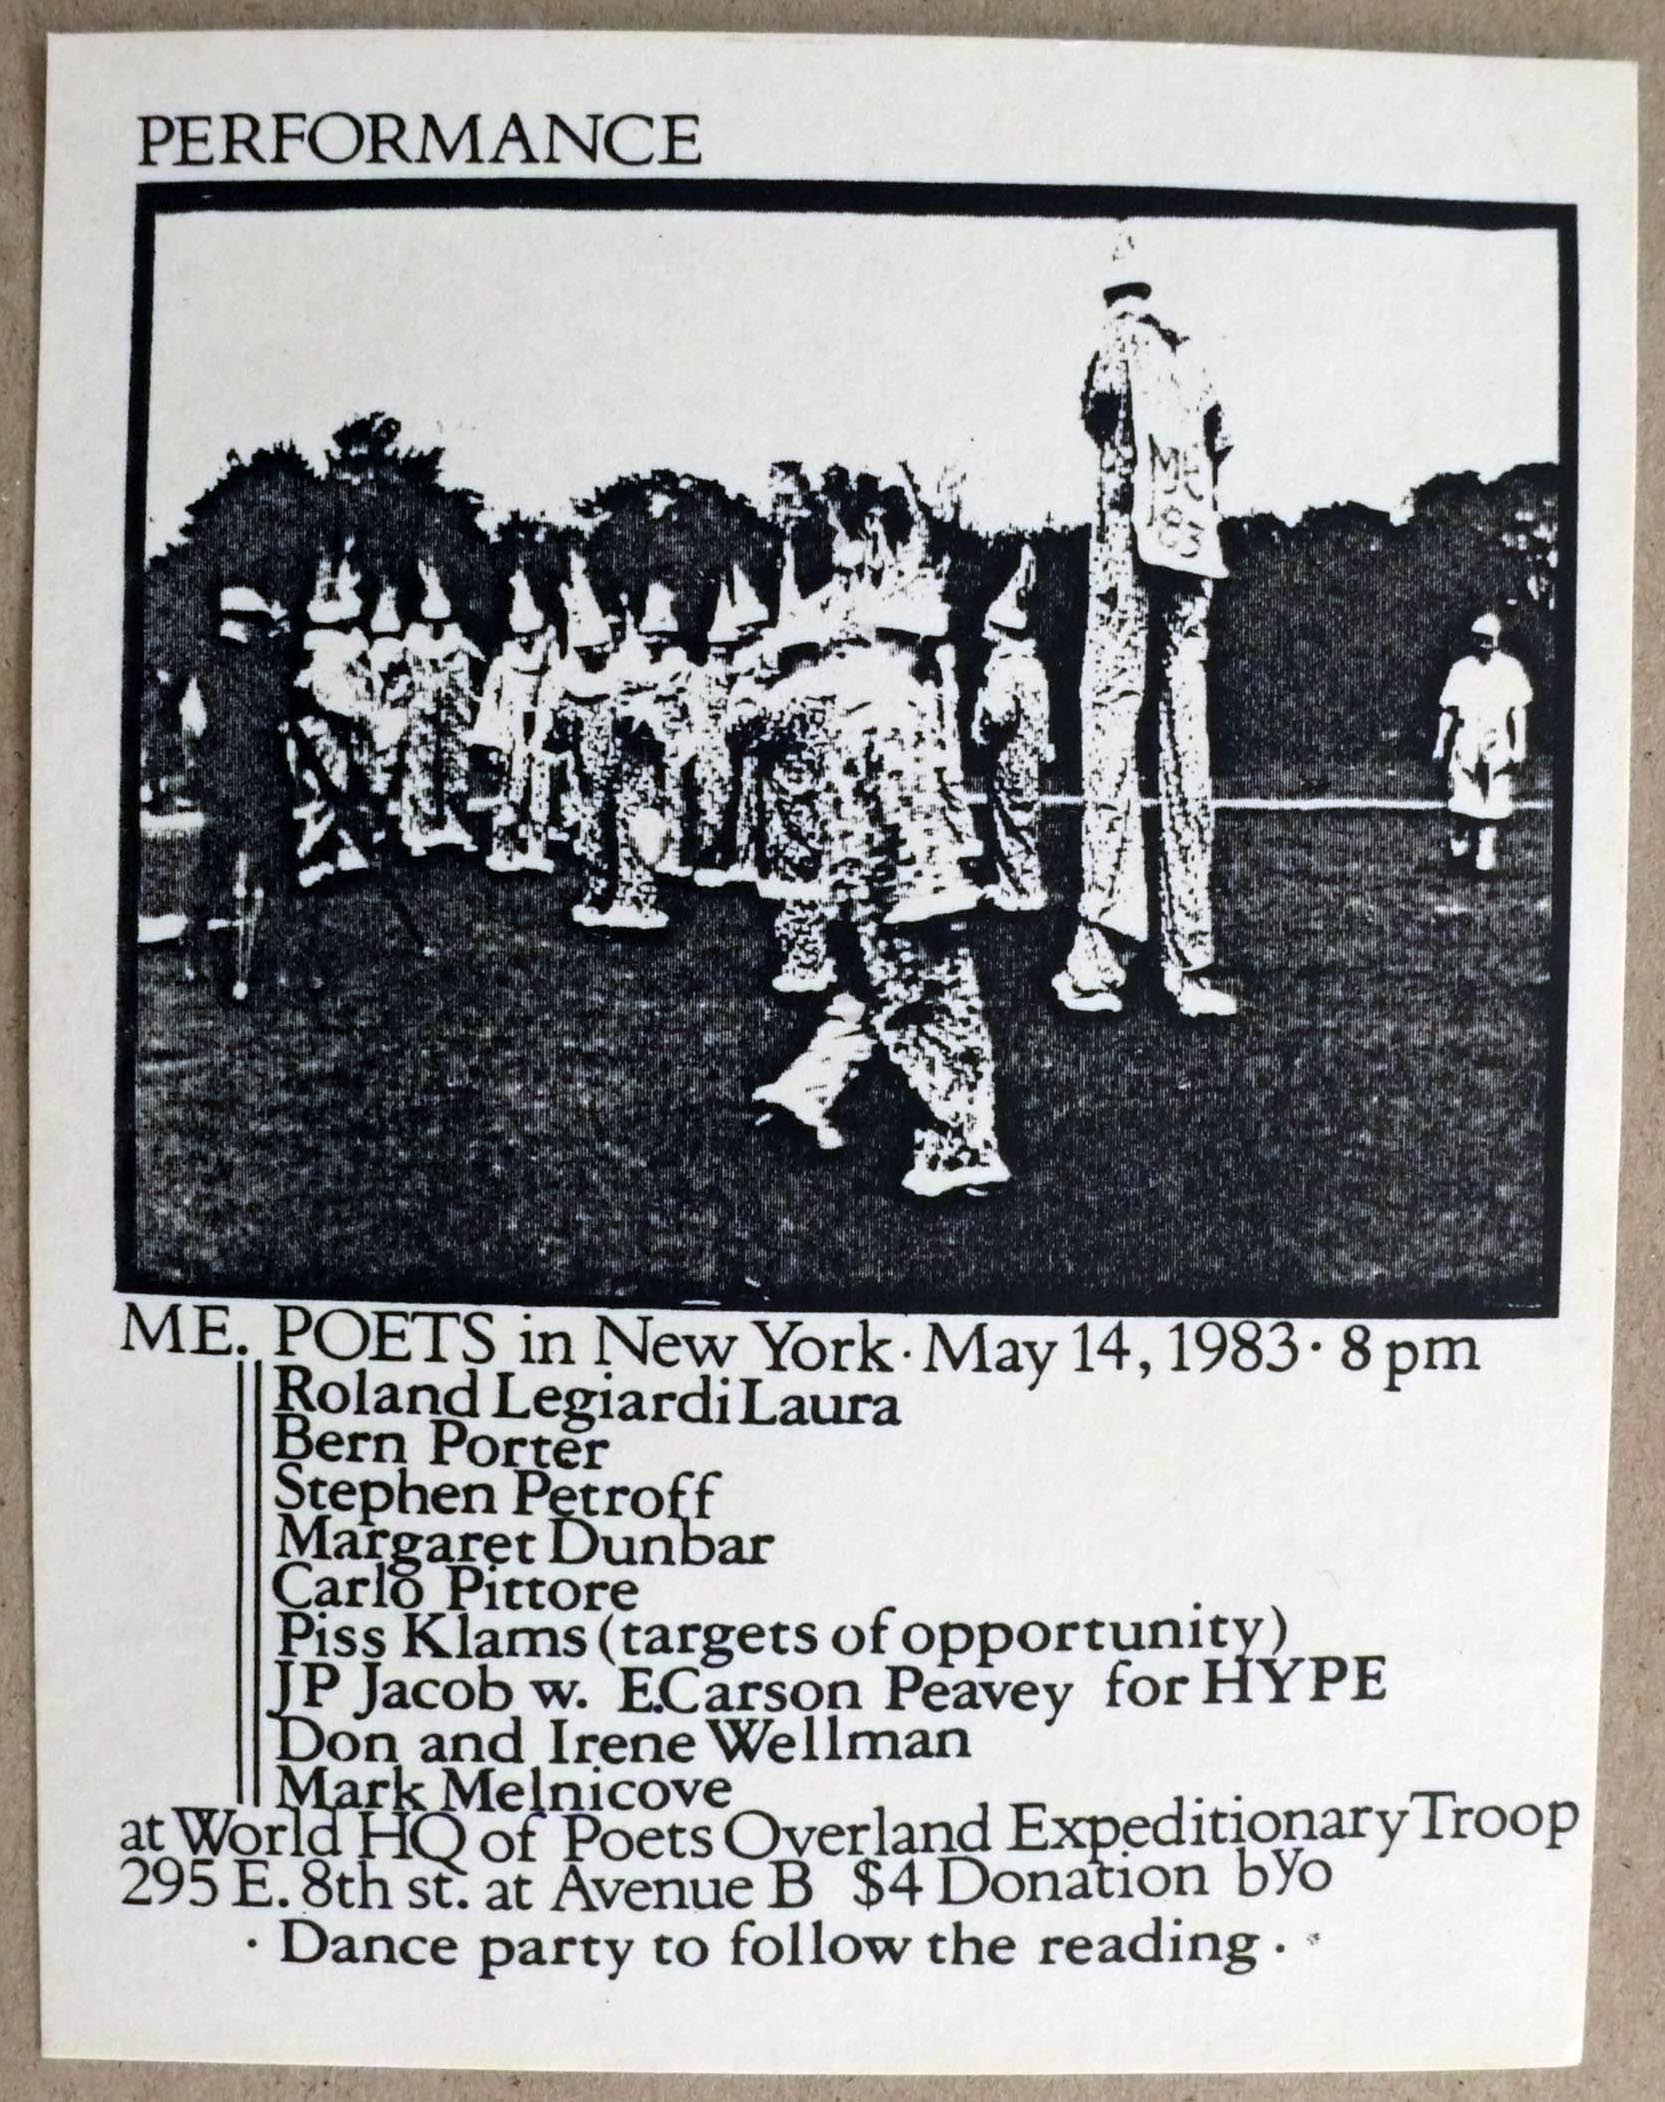 PERFORMANCE
ME
83
ME. POETS in New York · May 14, 1983 · 8 pm
Roland Legiardi Laura
Bern Porter
Stephen Petroff
Margaret Dunbar
Carlo Pittore
Piss Klams (targets of opportunity)
JP Jacob w. E.Carson Peavey for HYPE
Don and Irene Wellman
Mark Melnicove
at World HQ of Poets Overland Expeditionary Troop
295 E. 8th st. at Avenue B $4 Donation byo
· Dance party to follow the reading ·